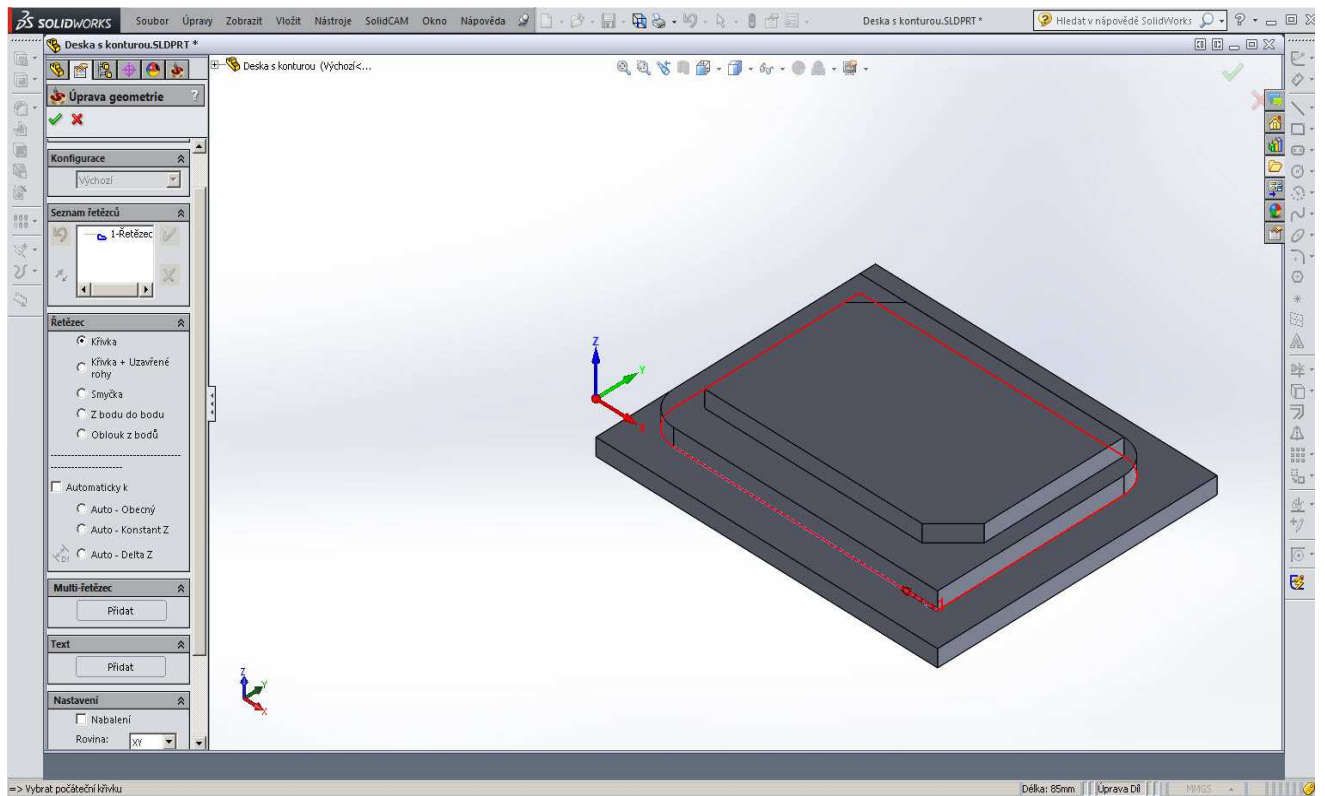 SOLIDWORKS Soubor Úpravy Zobrazit Vložit Nástroje SolidCAM Okno Nápověda Deska s konturou.SLDPRT * Hledat v nápovědě SolidWorks
Deska s konturou.SLDPRT *
Deska s konturou (Výchozí<...
Úprava geometrie ?
Konfigurace
Výchozí
Seznam řetězců
1-Řetězec
Řetězec
Křivka
Křivka + Uzavřené
rohy
Smyčka
Z bodu do bodu
Oblouk z bodů
Automaticky k
Auto - Obecný
Auto - Konstant Z
Auto - Delta Z
Multi-řetězec
Přidat
Text
Přidat
Nastavení
Nabalení
Rovina: XY
Z
Y
X
Z
Y
X
=> Vybrat počáteční křivku Délka: 85mm Úprava Díl MMGS